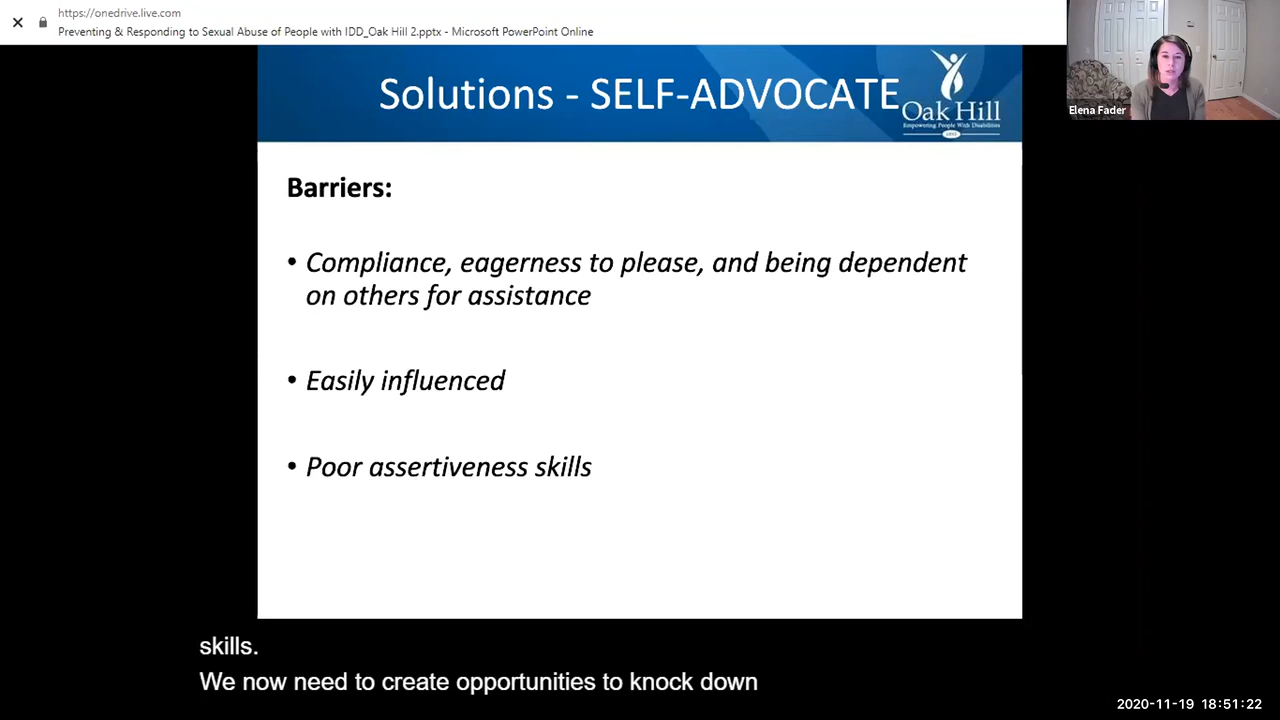 https://onedrive.live.com
Preventing & Responding to Sexual Abuse of People with IDD_Oak Hill 2.pptx - Microsoft PowerPoint Online
Elena Fader
Solutions - SELF-ADVOCATE
Oak Hill
Empowering People With Disabilities
Barriers:
• Compliance, eagerness to please, and being dependent
on others for assistance
• Easily influenced
• Poor assertiveness skills
skills.
We now need to create opportunities to knock down
2020-11-19 18:51:22